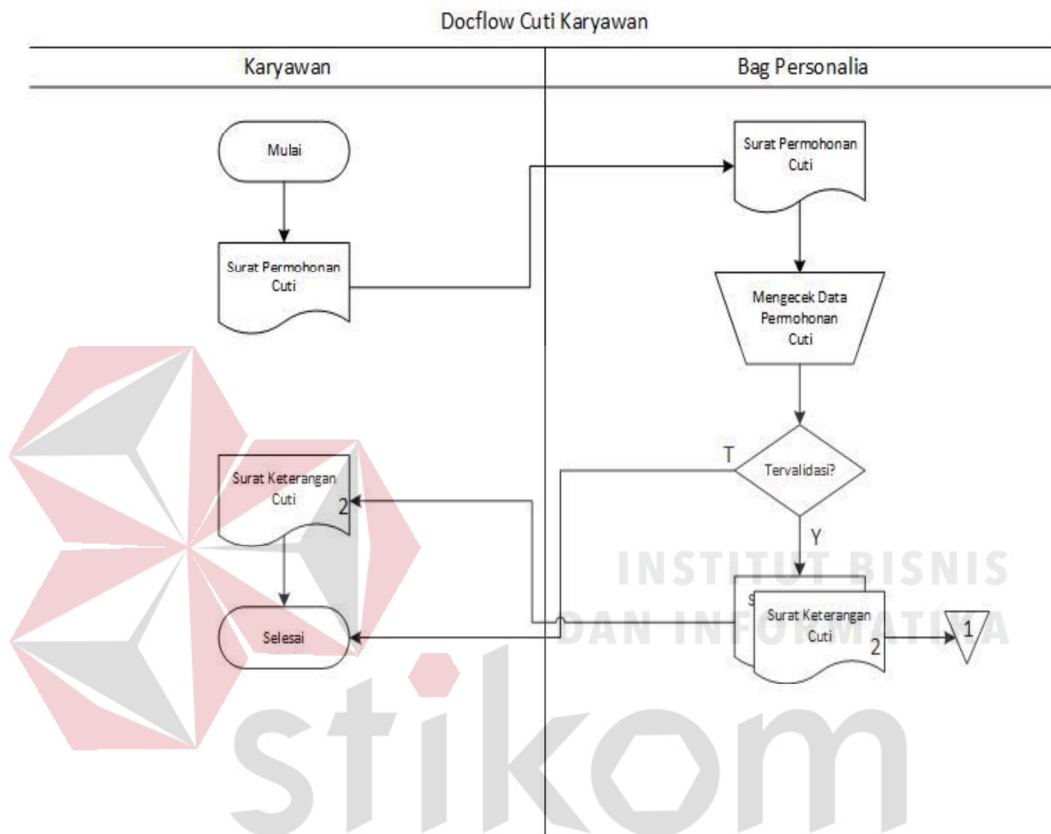 Docflow Cuti Karyawan
Karyawan
Bag Personalia
Mulai
Surat Permohonan
Cuti
Surat Permohonan
Cuti
Mengecek Data
Permohonan
Cuti
Tervalidasi?
T
Y
Surat Keterangan
Cuti
2
Selesai
S
Surat Keterangan
Cuti
2
1
INSTITUT BISNIS
DAN INFORMATIKA
stikom